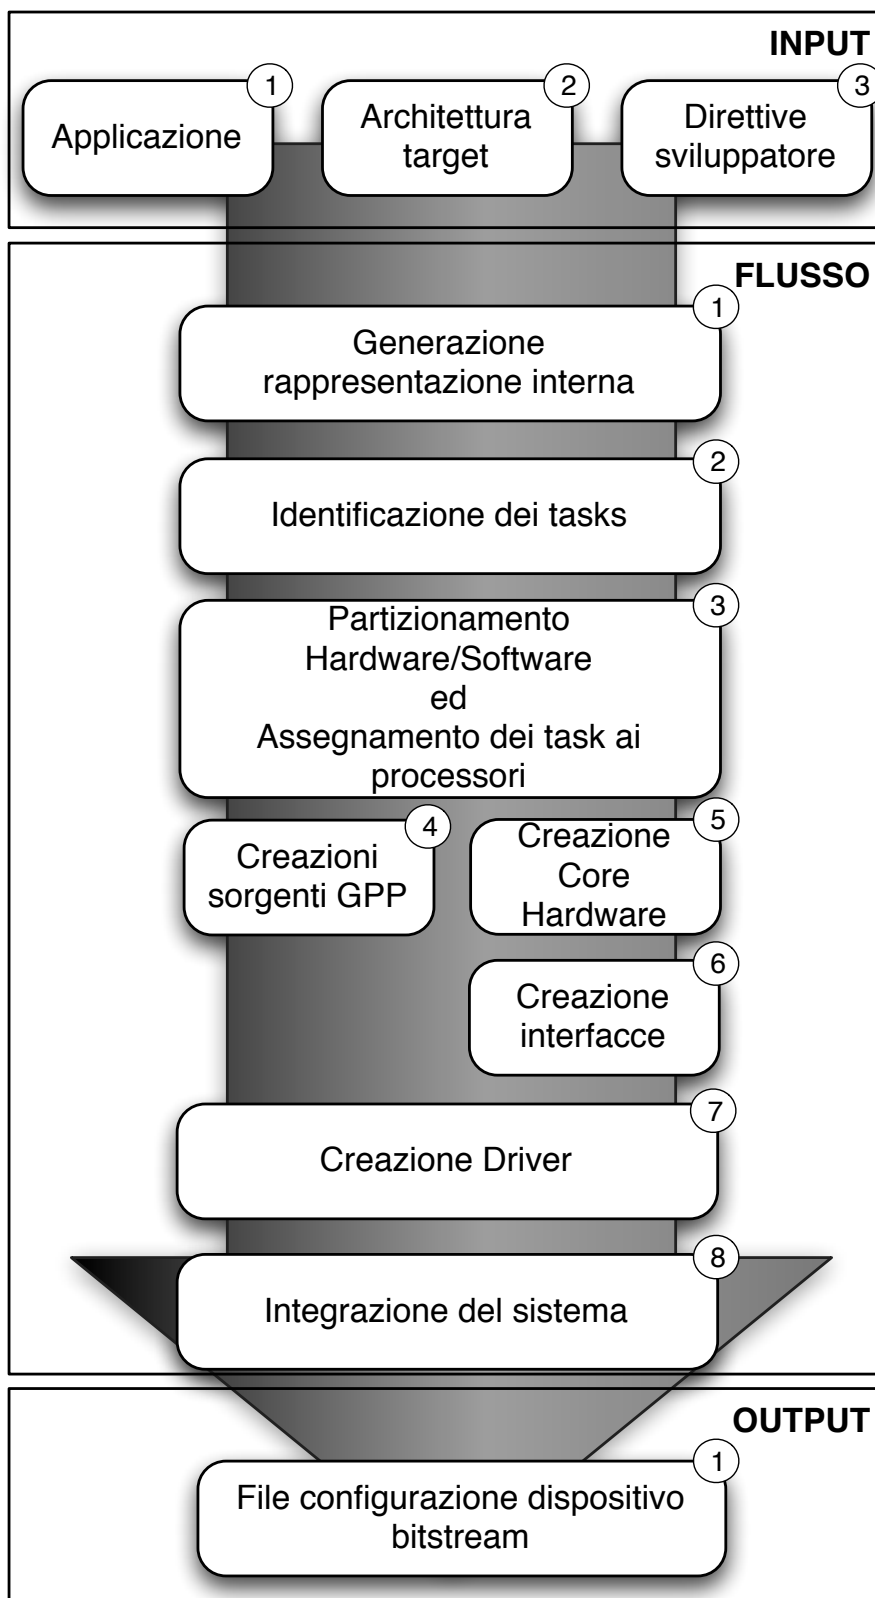 INPUT
1
Applicazione
2
Architettura
target
3
Direttive
sviluppatore
FLUSSO
1
Generazione
rappresentazione interna
2
Identificazione dei tasks
3
Partizionamento
Hardware/Software
ed
Assegnamento dei task ai
processori
4
Creazioni
sorgenti GPP
5
Creazione
Core
Hardware
6
Creazione
interfacce
7
Creazione Driver
8
Integrazione del sistema
OUTPUT
1
File configurazione dispositivo
bitstream